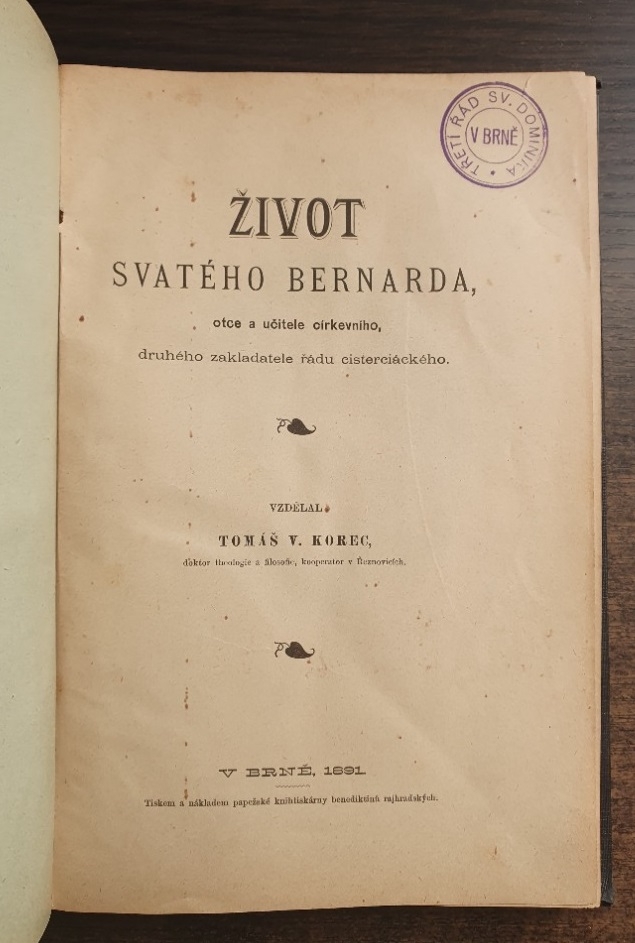 TŘETÍ ŘÁD SV. DOMINIKA
V BRNĚ
ŽIVOT
SVATÉHO BERNARDA,
otce a učitele církevního,
druhého zakladatele řádu cisterciáckého.
VZDĚLAL
TOMÁŠ V. KOREC,
doktor theologie a filosofie, kooperator v Řeznovicích.
V BRNĚ, 1891.
Tiskem a nákladem papežské knihtiskárny benediktinů rajhradských.